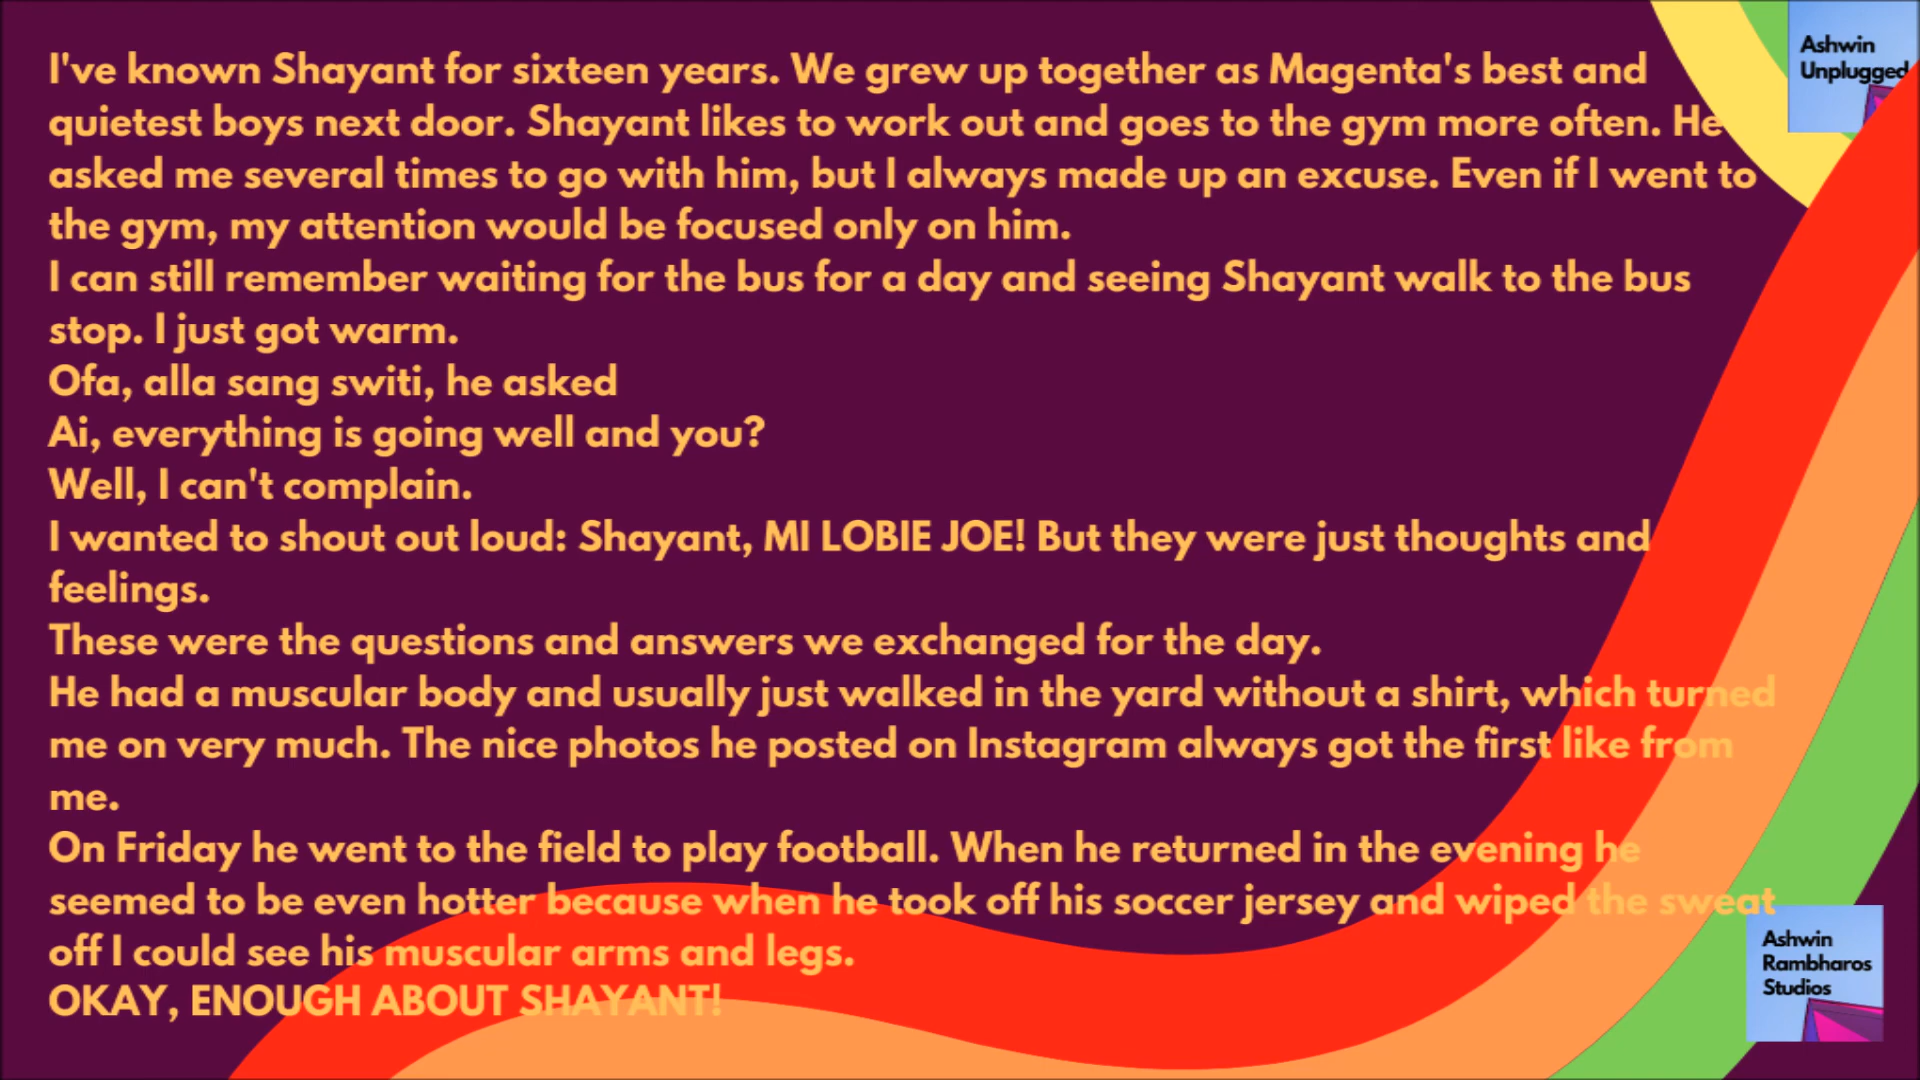 I've known Shayant for sixteen years. We grew up together as Magenta's best and
quietest boys next door. Shayant likes to work out and goes to the gym more often. He
asked me several times to go with him, but I always made up an excuse. Even if I went to
the gym, my attention would be focused only on him.
I can still remember waiting for the bus for a day and seeing Shayant walk to the bus
stop. I just got warm.
Ofa, alla sang switi, he asked
Ai, everything is going well and you?
Well, I can't complain.
I wanted to shout out loud: Shayant, MI LOBIE JOE! But they were just thoughts and
feelings.
These were the questions and answers we exchanged for the day.
He had a muscular body and usually just walked in the yard without a shirt, which turned
me on very much. The nice photos he posted on Instagram always got the first like from
me.
On Friday he went to the field to play football. When he returned in the evening he
seemed to be even hotter because when he took off his soccer jersey and wiped the sweat
off I could see his muscular arms and legs.
OKAY, ENOUGH ABOUT SHAYANT!
Ashwin
Unplugged
Ashwin
Rambharos
Studios